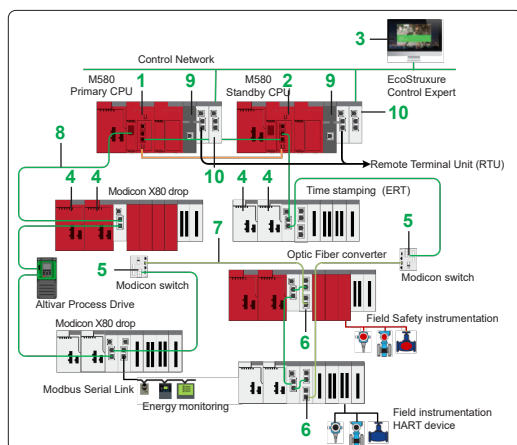 3
Control Network
M580
Primary CPU
1
9
M580
Standby CPU
2
9
EcoStruxure
Control Expert
10
8
10
Remote Terminal Unit (RTU)
4 4
4 4
Time stamping (ERT)
Modicon X80 drop
7
5
5
Optic Fiber converter
Modicon switch
Modicon switch
Altivar Process Drive
Modicon X80 drop
6
Field Safety instrumentation
Modbus Serial Link
Energy monitoring
6
Field instrumentation
HART device